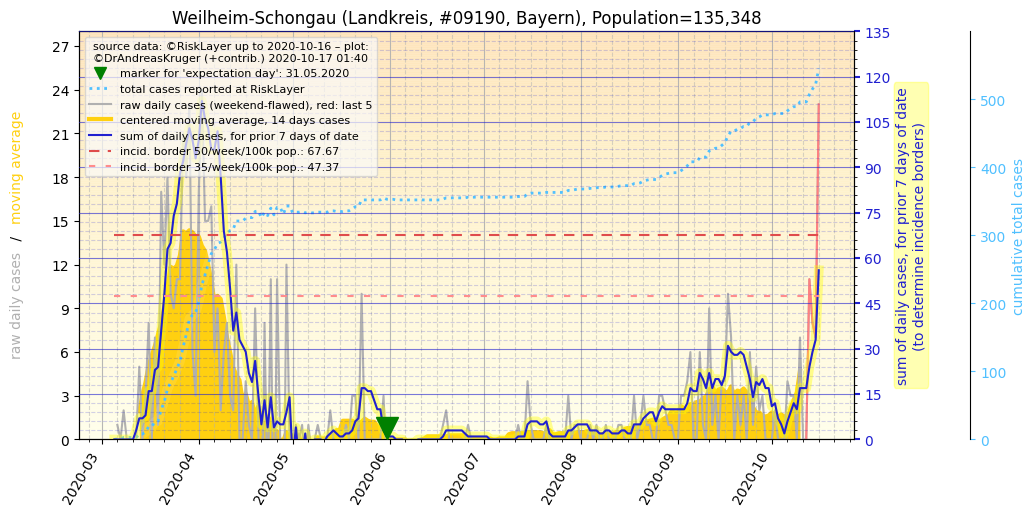 Weilheim-Schongau (Landkreis, #09190, Bayern), Population=135,348
source data: ©RiskLayer up to 2020-10-16 – plot:
©DrAndreasKruger (+contrib.) 2020-10-17 01:40
marker for 'expectation day': 31.05.2020
total cases reported at RiskLayer
raw daily cases (weekend-flawed), red: last 5
centered moving average, 14 days cases
sum of daily cases, for prior 7 days of date
incid. border 50/week/100k pop.: 67.67
incid. border 35/week/100k pop.: 47.37
raw daily cases / moving average
27
24
21
18
15
12
9
6
3
0
2020-03
2020-04
2020-05
2020-06
2020-07
2020-08
2020-09
2020-10
135
120
105
90
75
60
45
30
15
0
sum of daily cases, for prior 7 days of date
(to determine incidence borders)
500
400
300
200
100
0
cumulative total cases